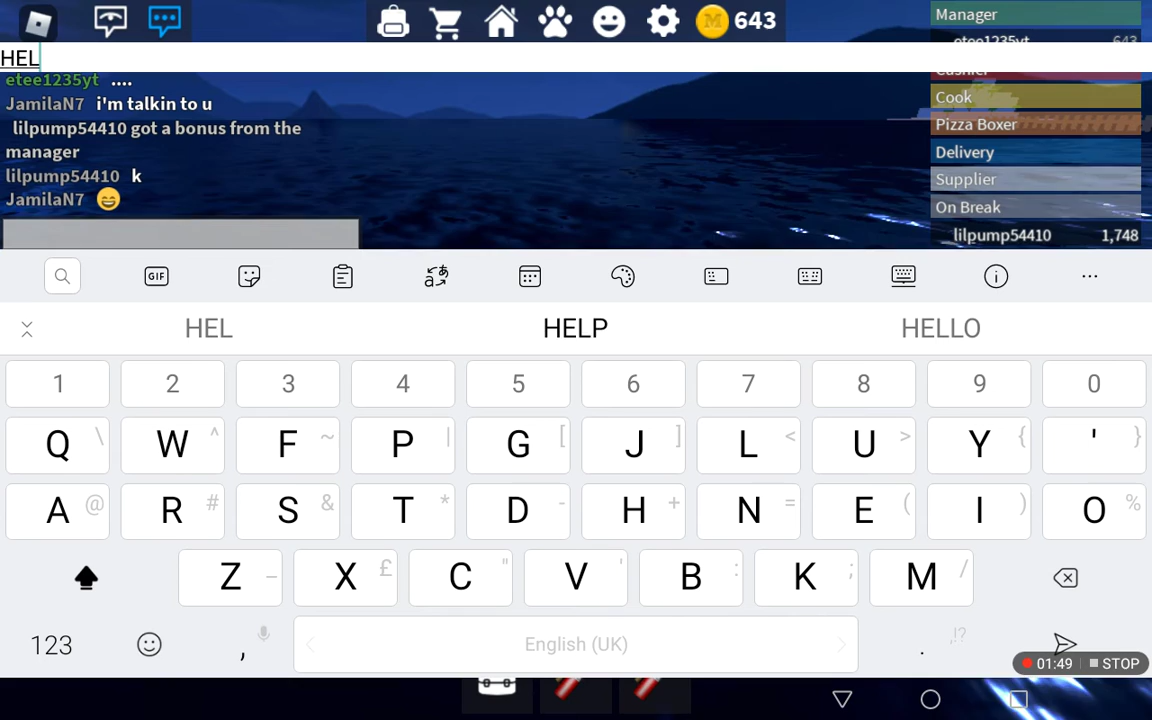 643
Manager
etee1235yt 643
HEL
etee1235yt ....
Cashier
JamilaN7 i'm talkin to u
Cook
lilpump54410 got a bonus from the
manager
Pizza Boxer
Delivery
lilpump54410 k
Supplier
JamilaN7 😄
On Break
lilpump54410 1,748
GIF
HEL HELP HELLO
1 2 3 4 5 6 7 8 9 0
Q \ W ^ F ~ P | G [ J ] L < U > Y { ' }
A @ R # S & T * D - H + N = E ( I ) O %
Z _ X £ C " V ' B : K ; M /
123 , English (UK) . ,!?
01:49 STOP